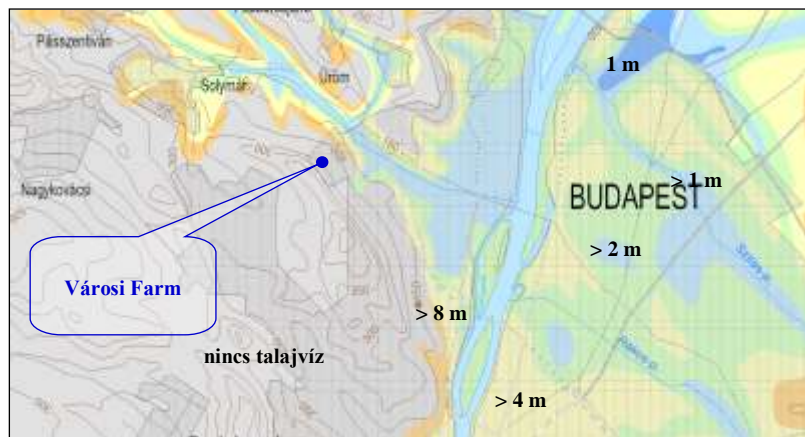 Pilisszentiván
Solymár
Üröm
1 m
Nagykovácsi
BUDAPEST
> 1 m
> 2 m
Városi Farm
> 8 m
nincs talajvíz
> 4 m